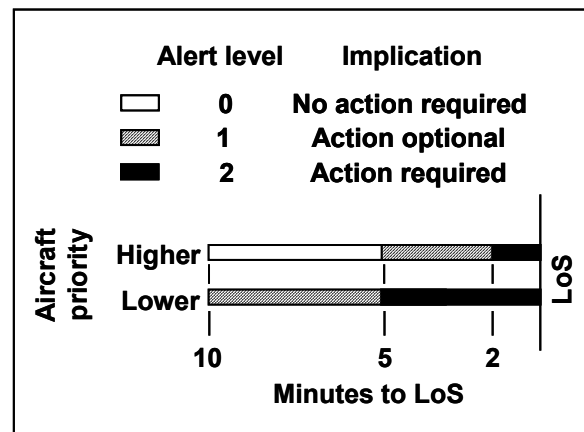 Alert level Implication
0 No action required
1 Action optional
2 Action required
Aircraft
priority
Higher
Lower
LoS
10 5 2
Minutes to LoS